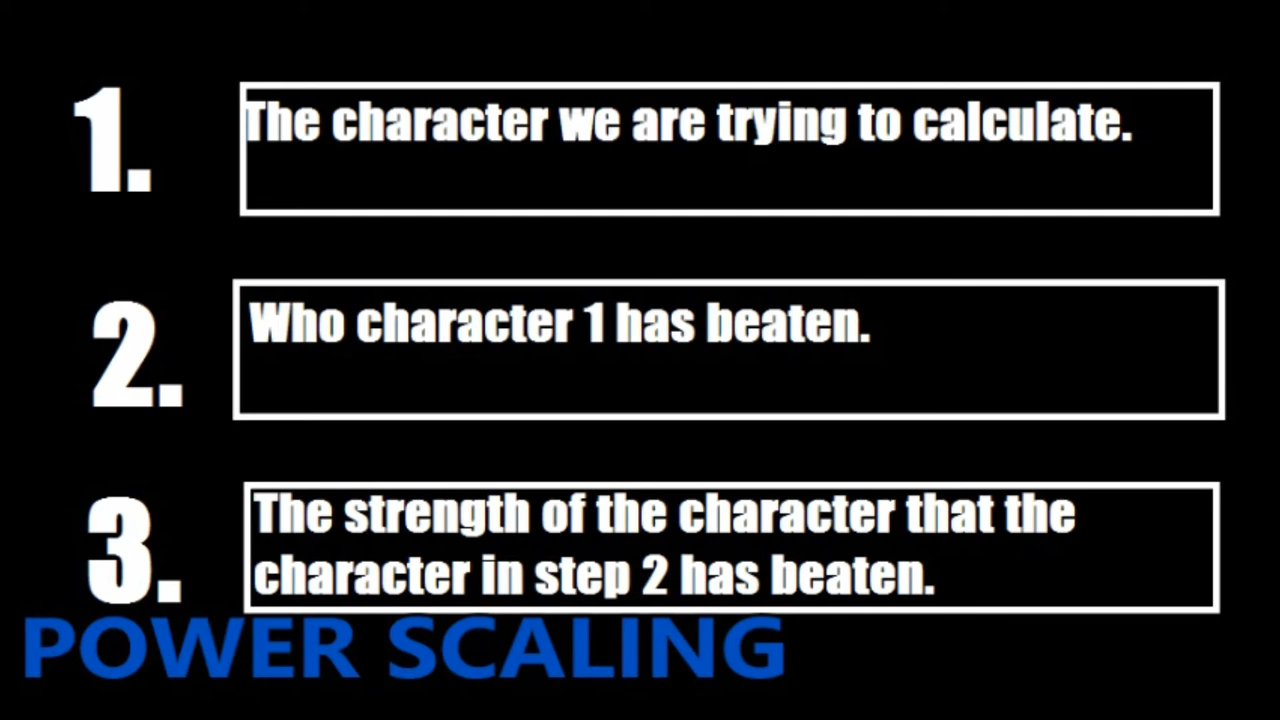 1.
The character we are trying to calculate.
2.
Who character 1 has beaten.
3.
The strength of the character that the
character in step 2 has beaten.
POWER SCALING